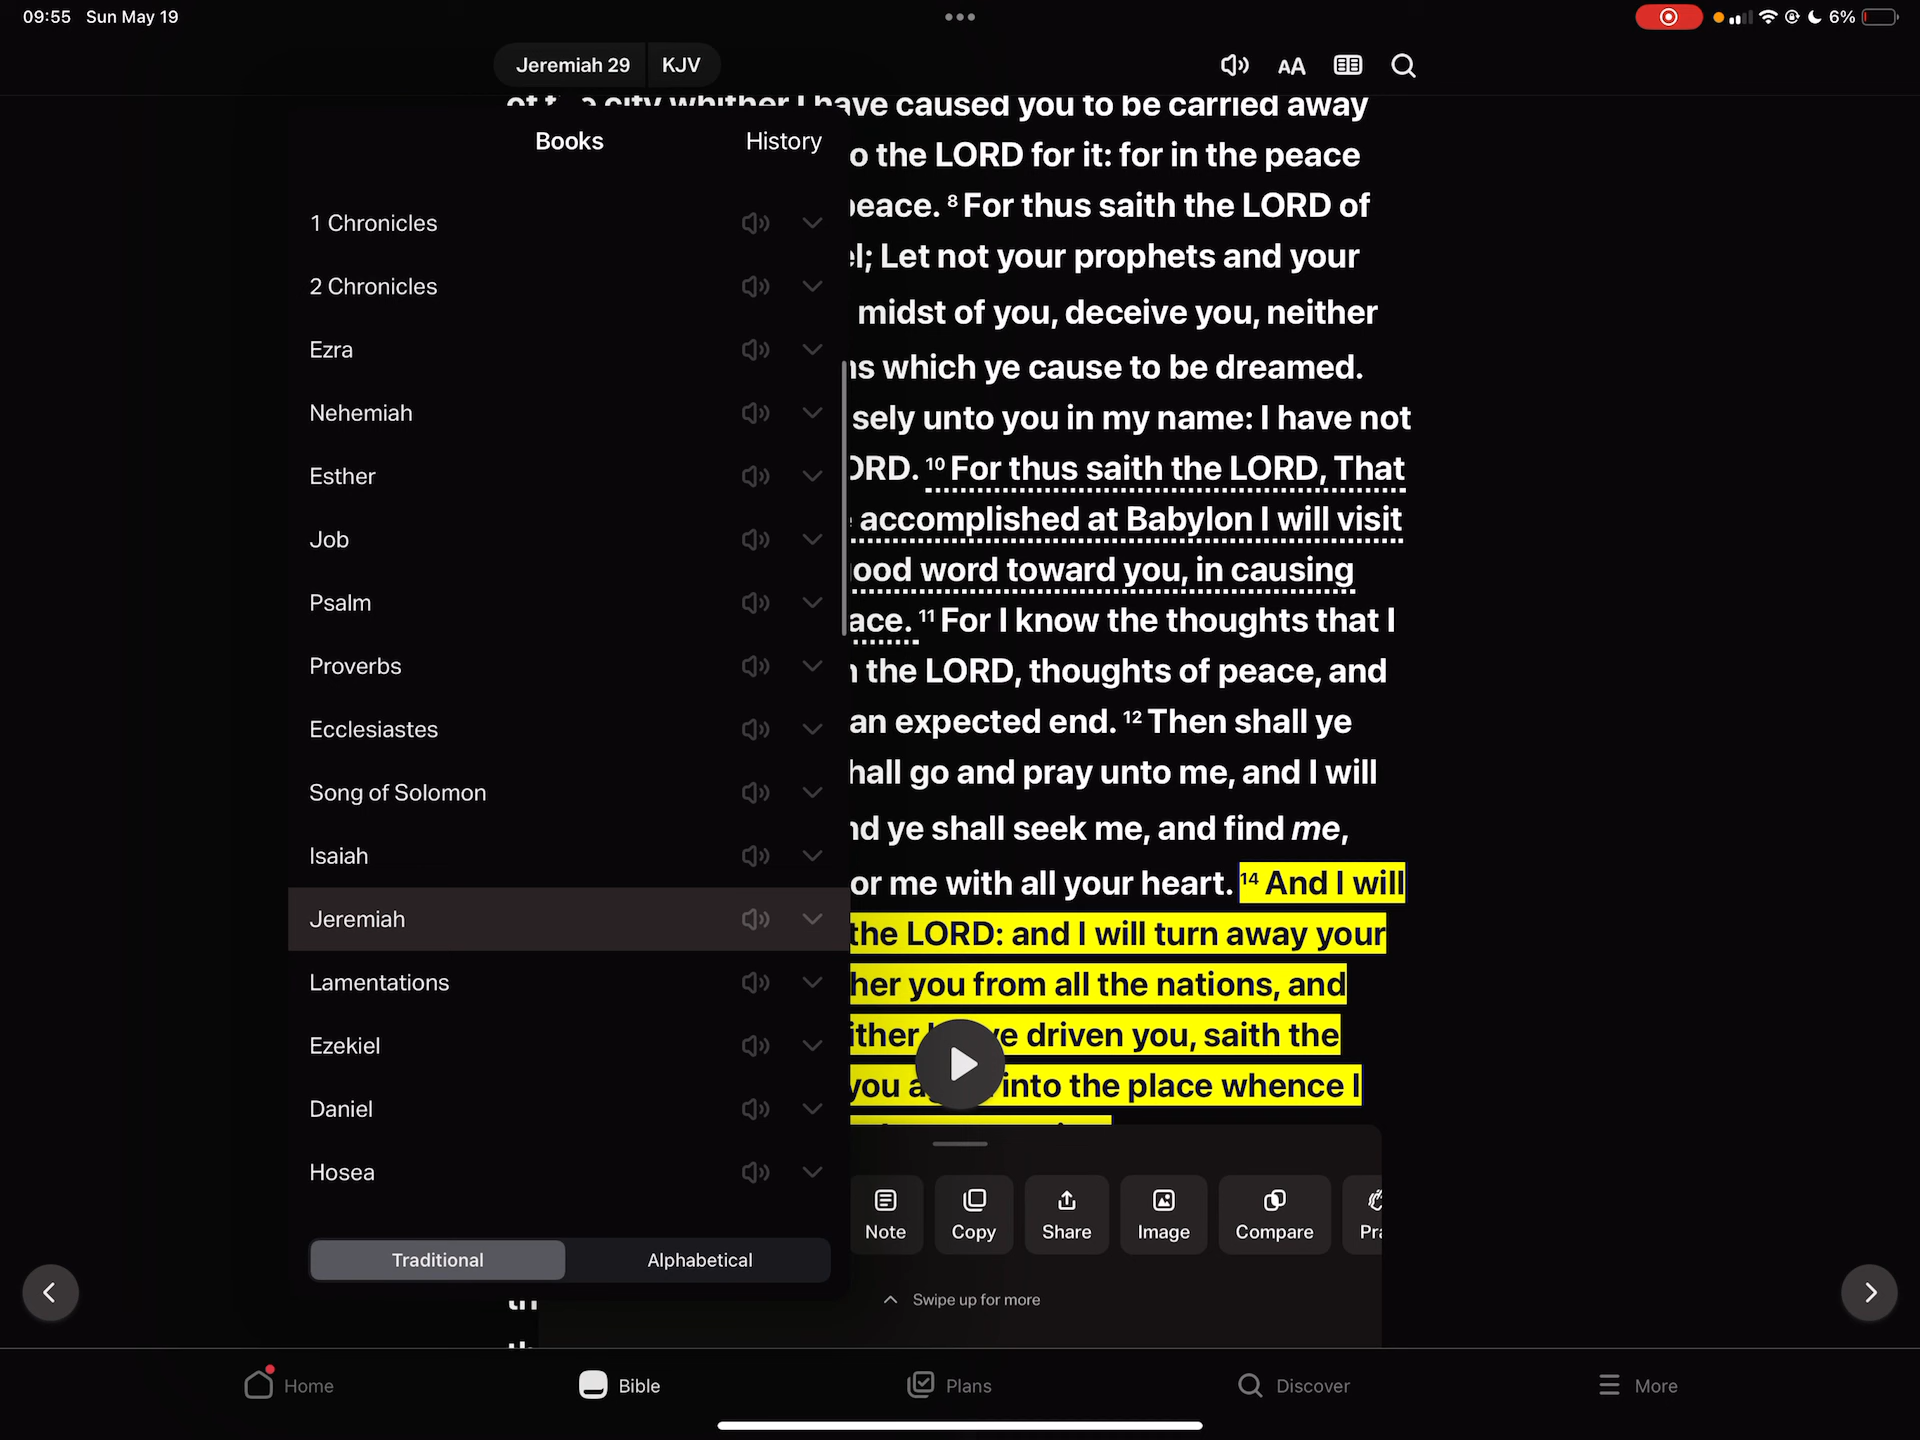 09:55 Sun May 19
6%
Jeremiah 29 KJV
AA
a city whither I have caused you to be carried away
Books History
o the LORD for it: for in the peace
peace. 8 For thus saith the LORD of
el; Let not your prophets and your
midst of you, deceive you, neither
ns which ye cause to be dreamed.
sely unto you in my name: I have not
ORD. 10 For thus saith the LORD, That
accomplished at Babylon I will visit
good word toward you, in causing
ace. 11 For I know the thoughts that I
the LORD, thoughts of peace, and
an expected end. 12 Then shall ye
hall go and pray unto me, and I will
nd ye shall seek me, and find me,
or me with all your heart. 14 And I will
the LORD: and I will turn away your
her you from all the nations, and
driven you, saith the
you into the place whence I
1 Chronicles
2 Chronicles
Ezra
Nehemiah
Esther
Job
Psalm
Proverbs
Ecclesiastes
Song of Solomon
Isaiah
Jeremiah
Lamentations
Ezekiel
Daniel
Hosea
Traditional Alphabetical
Note Copy Share Image Compare Pra
Swipe up for more
Home Bible Plans Discover More